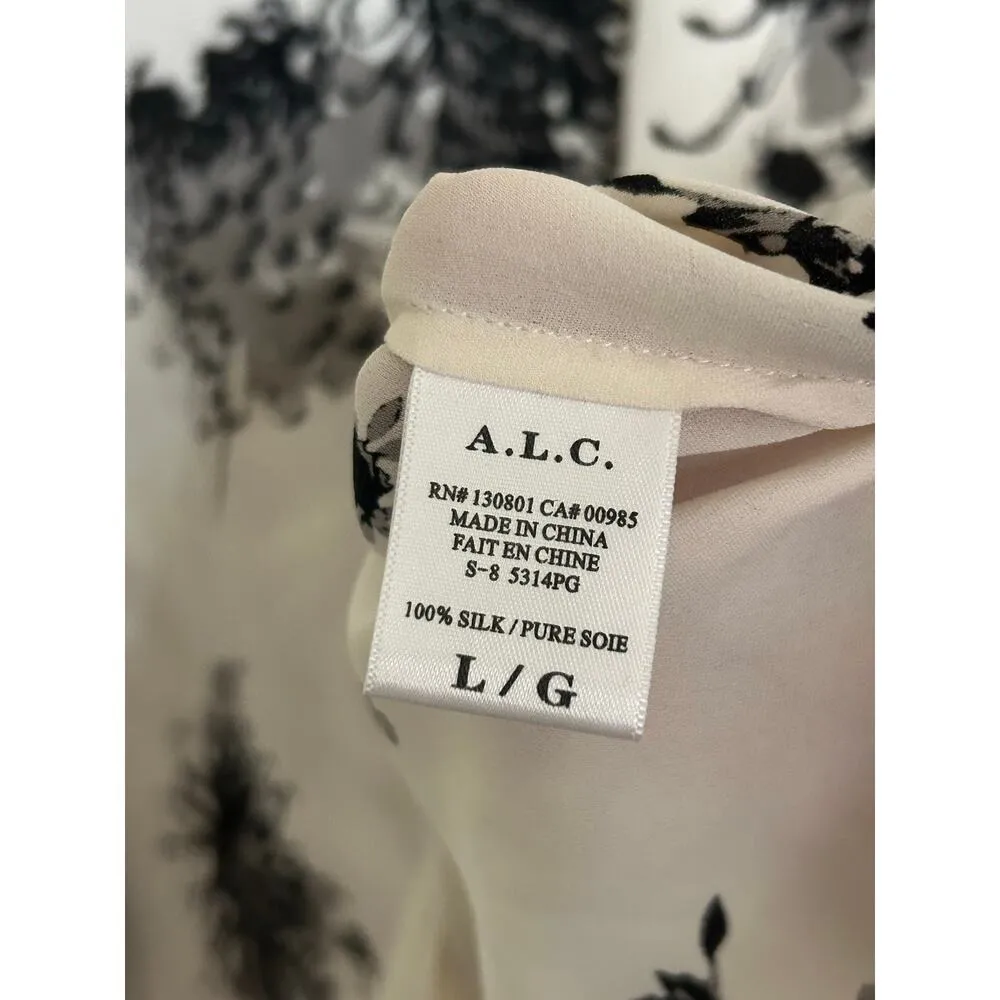 A.L.C.
RN# 130801 CA# 00985
MADE IN CHINA
FAIT EN CHINE
S-8 5314PG
100% SILK / PURE SOIE
L / G